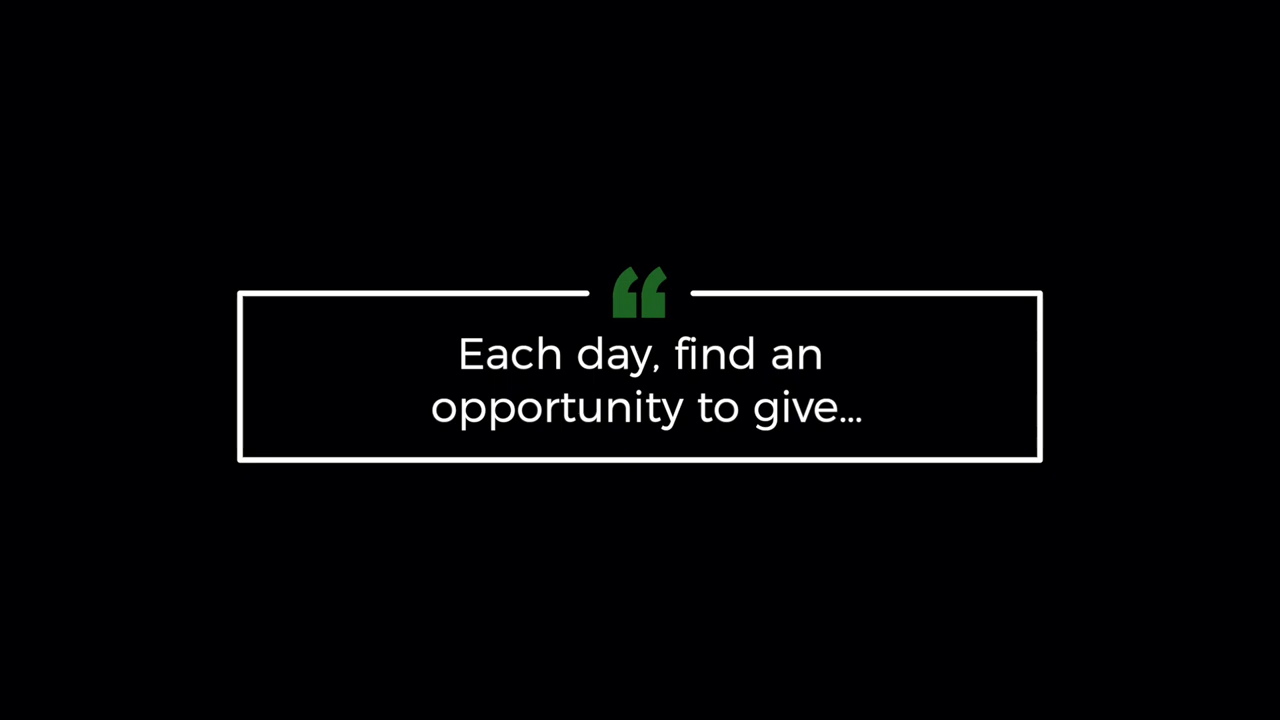 “
Each day, find an
opportunity to give...